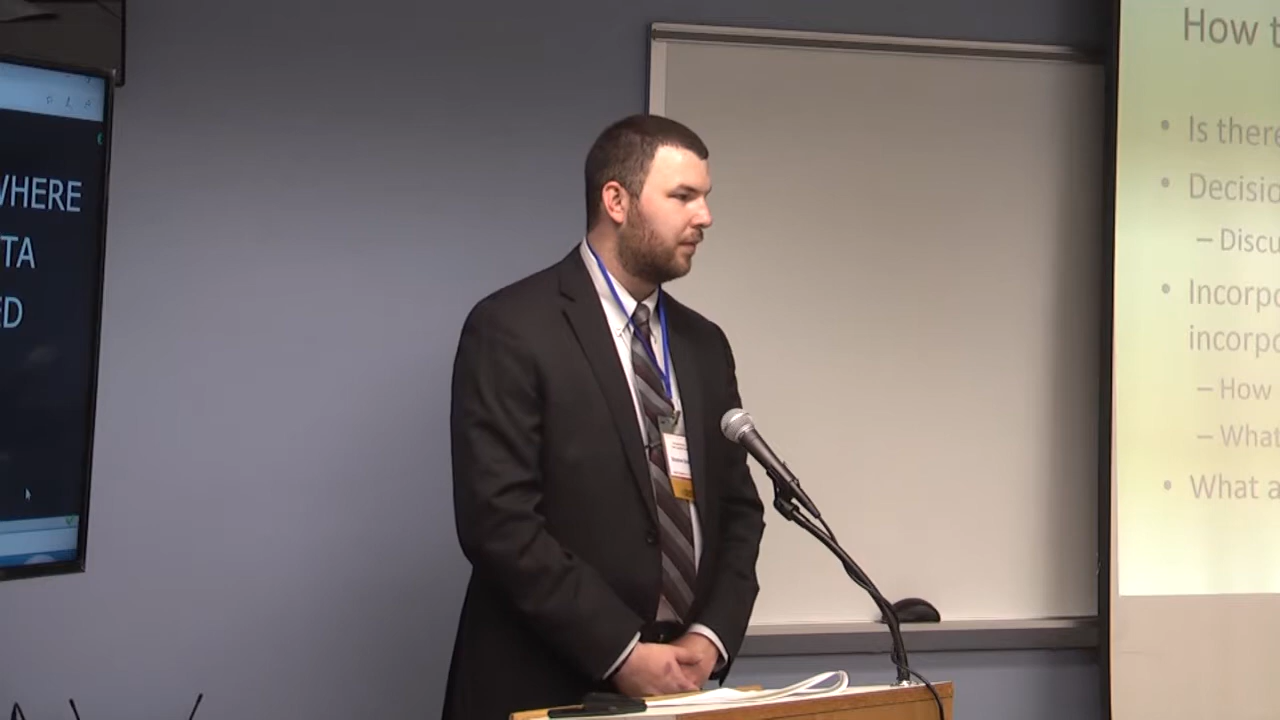 WHERE
TA
ED
How t
• Is there
• Decisio
– Discu
• Incorpo
incorpo
– How
– What
• What a